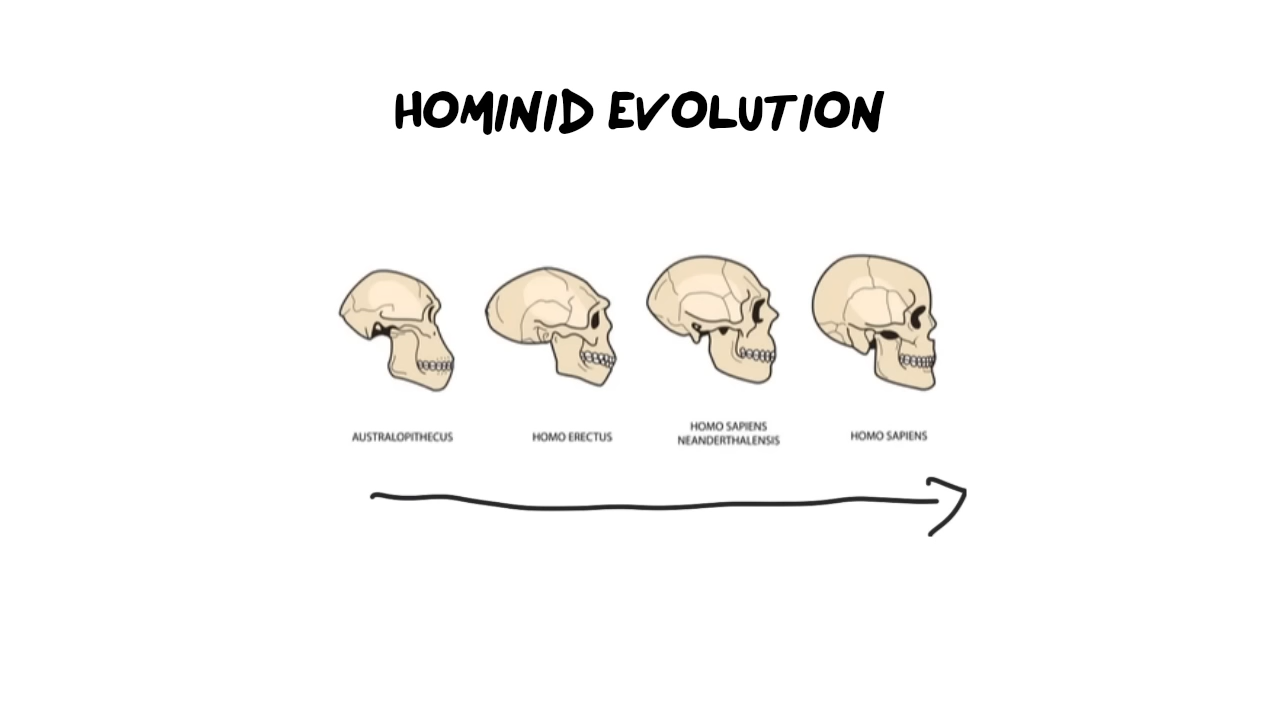 HOMINID EVOLUTION
AUSTRALOPITHECUS
HOMO ERECTUS
HOMO SAPIENS
NEANDERTHALENSIS
HOMO SAPIENS